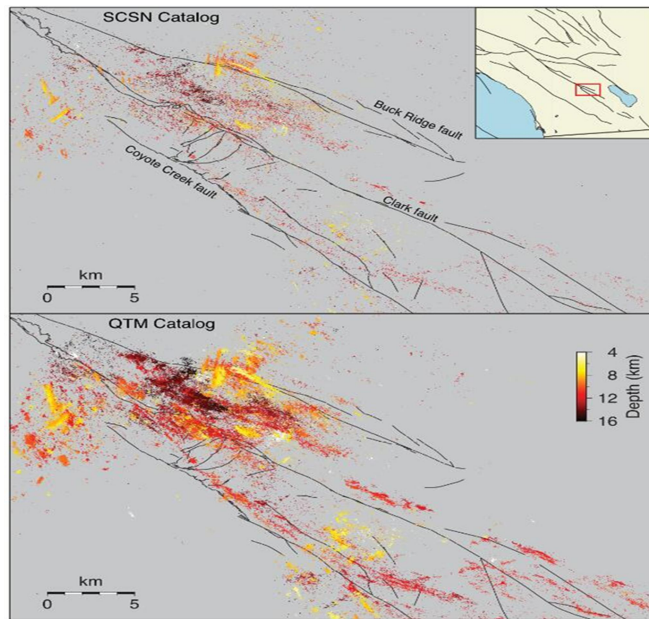 SCSN Catalog
Buck Ridge fault
Coyote Creek fault
Clark fault
km
0 5
QTM Catalog
4
8
12
16
Depth (km)
km
0 5